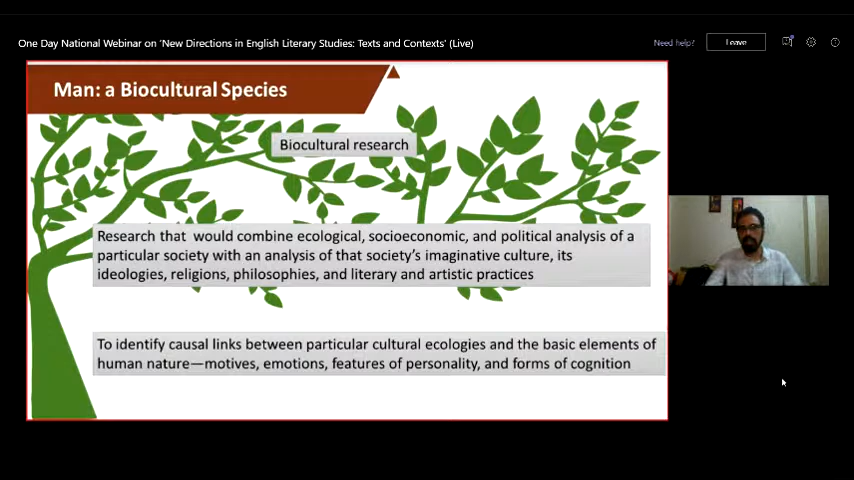 One Day National Webinar on 'New Directions in English Literary Studies: Texts and Contexts' (Live)
Need help?
Leave
Man: a Biocultural Species
Biocultural research
Research that would combine ecological, socioeconomic, and political analysis of a
particular society with an analysis of that society's imaginative culture, its
ideologies, religions, philosophies, and literary and artistic practices
To identify causal links between particular cultural ecologies and the basic elements of
human nature—motives, emotions, features of personality, and forms of cognition